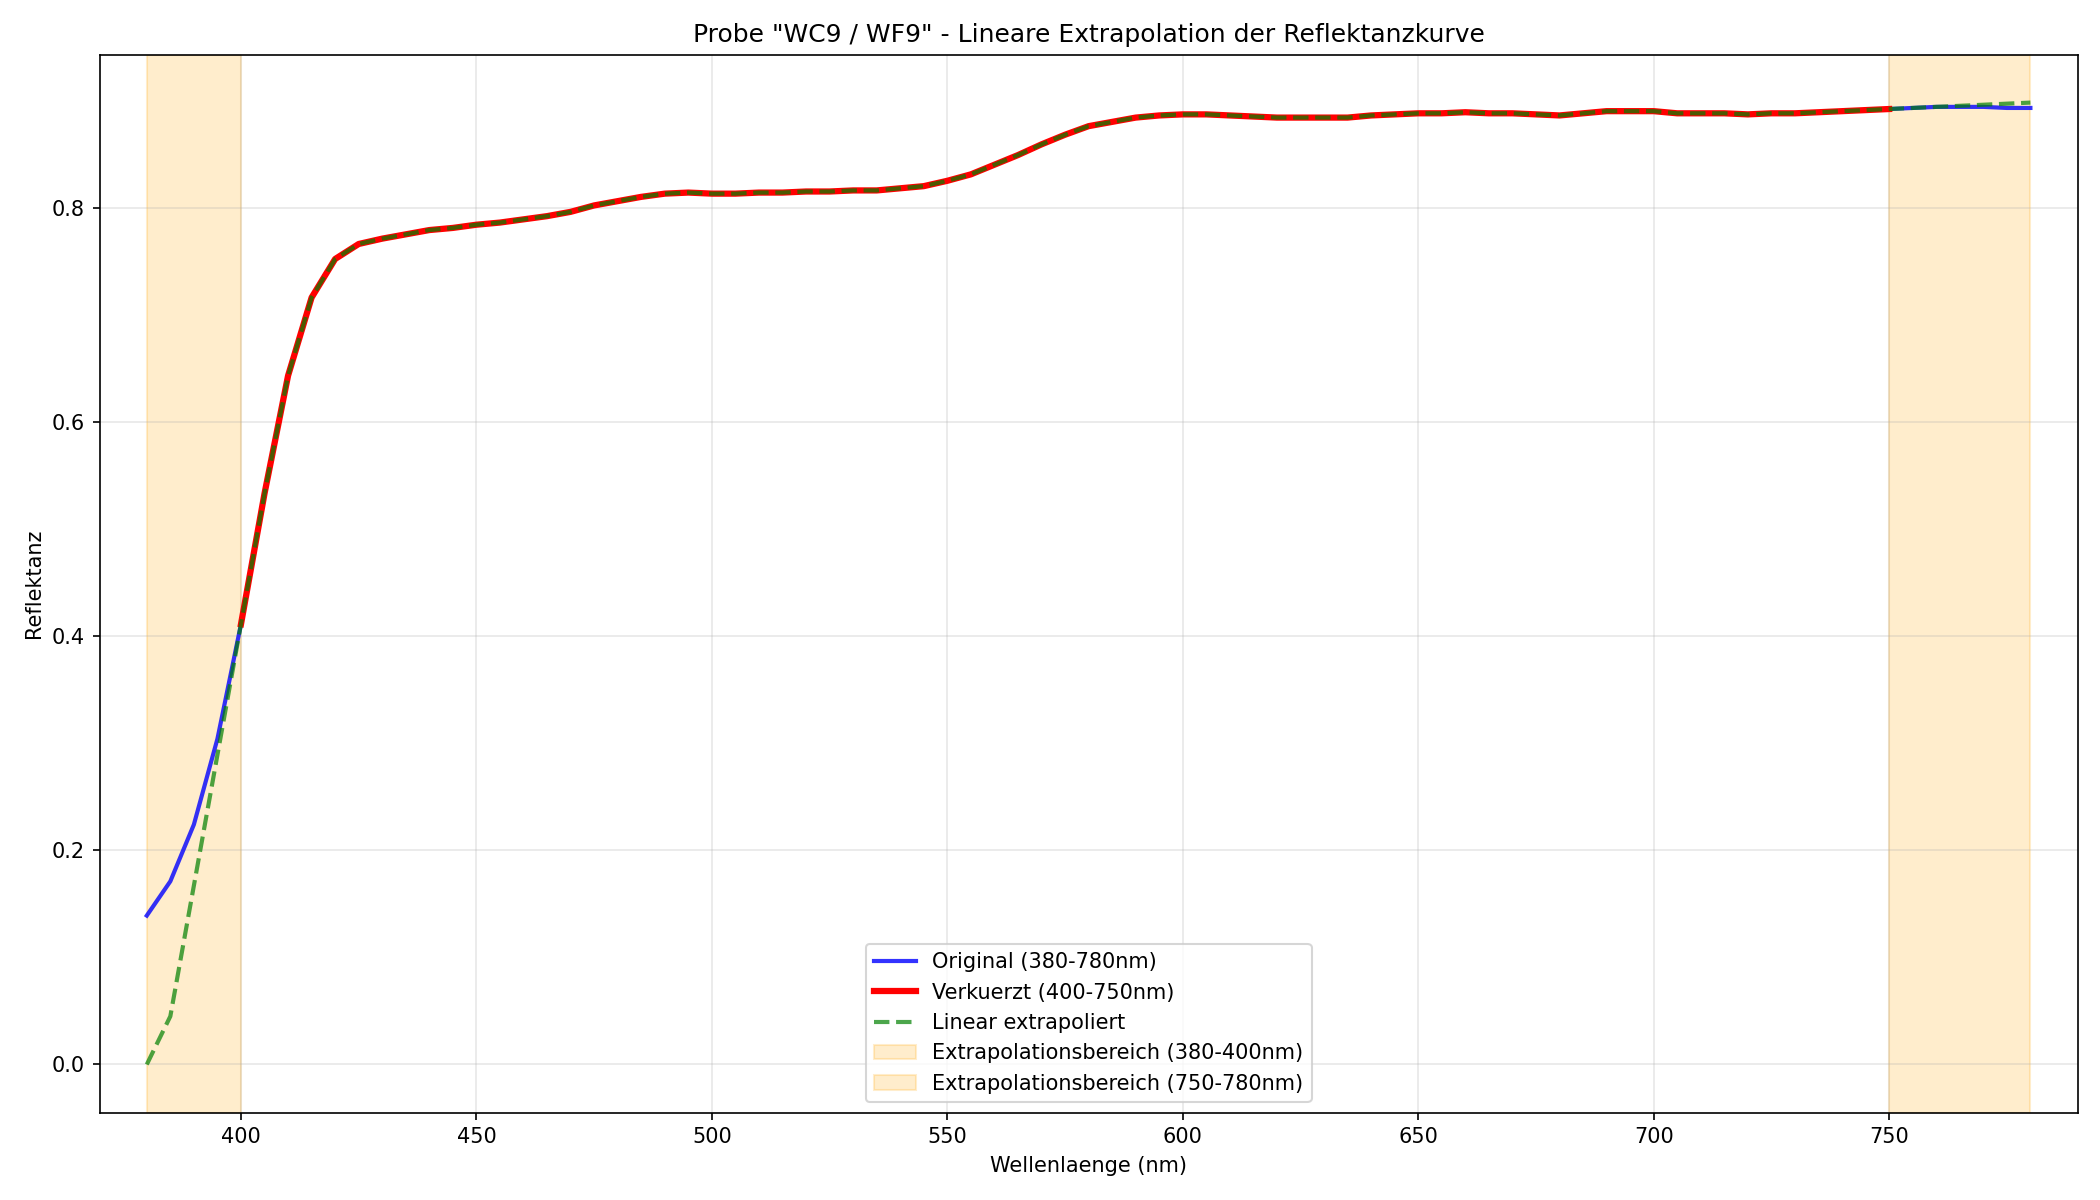 Probe "WC9 / WF9" - Lineare Extrapolation der Reflektanzkurve
Reflektanz
0.8
0.6
0.4
0.2
0.0
Original (380-780nm)
Verkuerzt (400-750nm)
Linear extrapoliert
Extrapolationsbereich (380-400nm)
Extrapolationsbereich (750-780nm)
400 450 500 550 600 650 700 750
Wellenlaenge (nm)